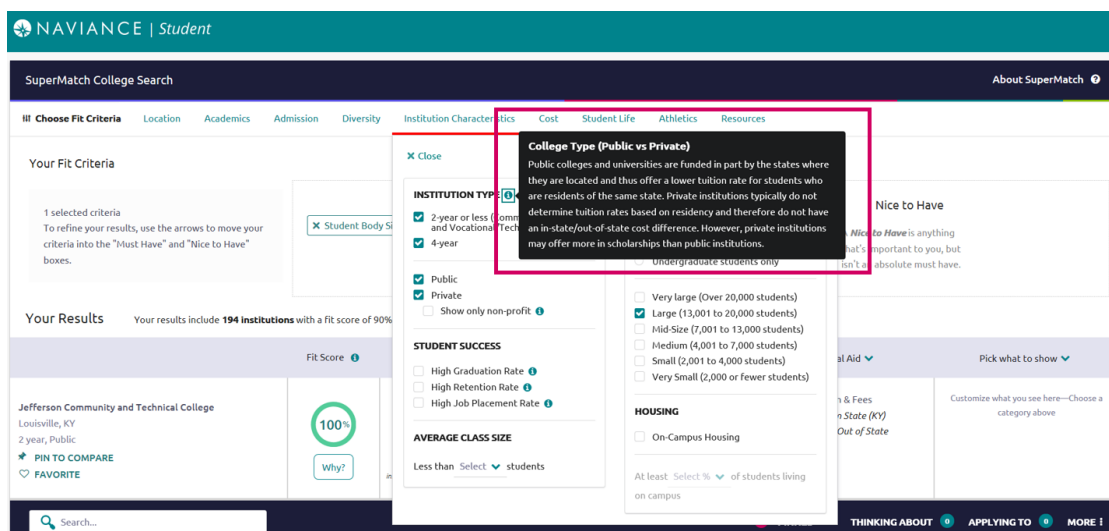 NAVIANCE | Student
SuperMatch College Search
About SuperMatch
Choose Fit Criteria
Location
Academics
Admission
Diversity
Institution Characteristics
Cost
Student Life
Athletics
Resources
Your Fit Criteria
1 selected criteria
To refine your results, use the arrows to move your
criteria into the "Must Have" and "Nice to Have"
boxes.
Student Body Si
Close
INSTITUTION TYPE
2-year or less (Comm
and Vocational/Tech
4-year
Public
Private
Show only non-profit
STUDENT SUCCESS
High Graduation Rate
High Retention Rate
High Job Placement Rate
AVERAGE CLASS SIZE
Less than Select students
College Type (Public vs Private)
Public colleges and universities are funded in part by the states where
they are located and thus offer a lower tuition rate for students who
are residents of the same state. Private institutions typically do not
determine tuition rates based on residency and therefore do not have
an in-state/out-of-state cost difference. However, private institutions
may offer more in scholarships than public institutions.
Undergraduate students only
Very large (Over 20,000 students)
Large (13,001 to 20,000 students)
Mid-Size (7,001 to 13,000 students)
Medium (4,001 to 7,000 students)
Small (2,001 to 4,000 students)
Very Small (2,000 or fewer students)
HOUSING
On-Campus Housing
At least Select % of students living
on campus
Nice to Have
Nice to Have is anything
that's important to you, but
isn't an absolute must have.
Your Results
Your results include 194 institutions with a fit score of 90%
Fit Score
al Aid
Pick what to show
Jefferson Community and Technical College
Louisville, KY
2 year, Public
PIN TO COMPARE
FAVORITE
100%
Why?
& Fees
State (KY)
Out of State
Customize what you see here—Choose a
category above
Search...
THINKING ABOUT 0
APPLYING TO 0
MORE